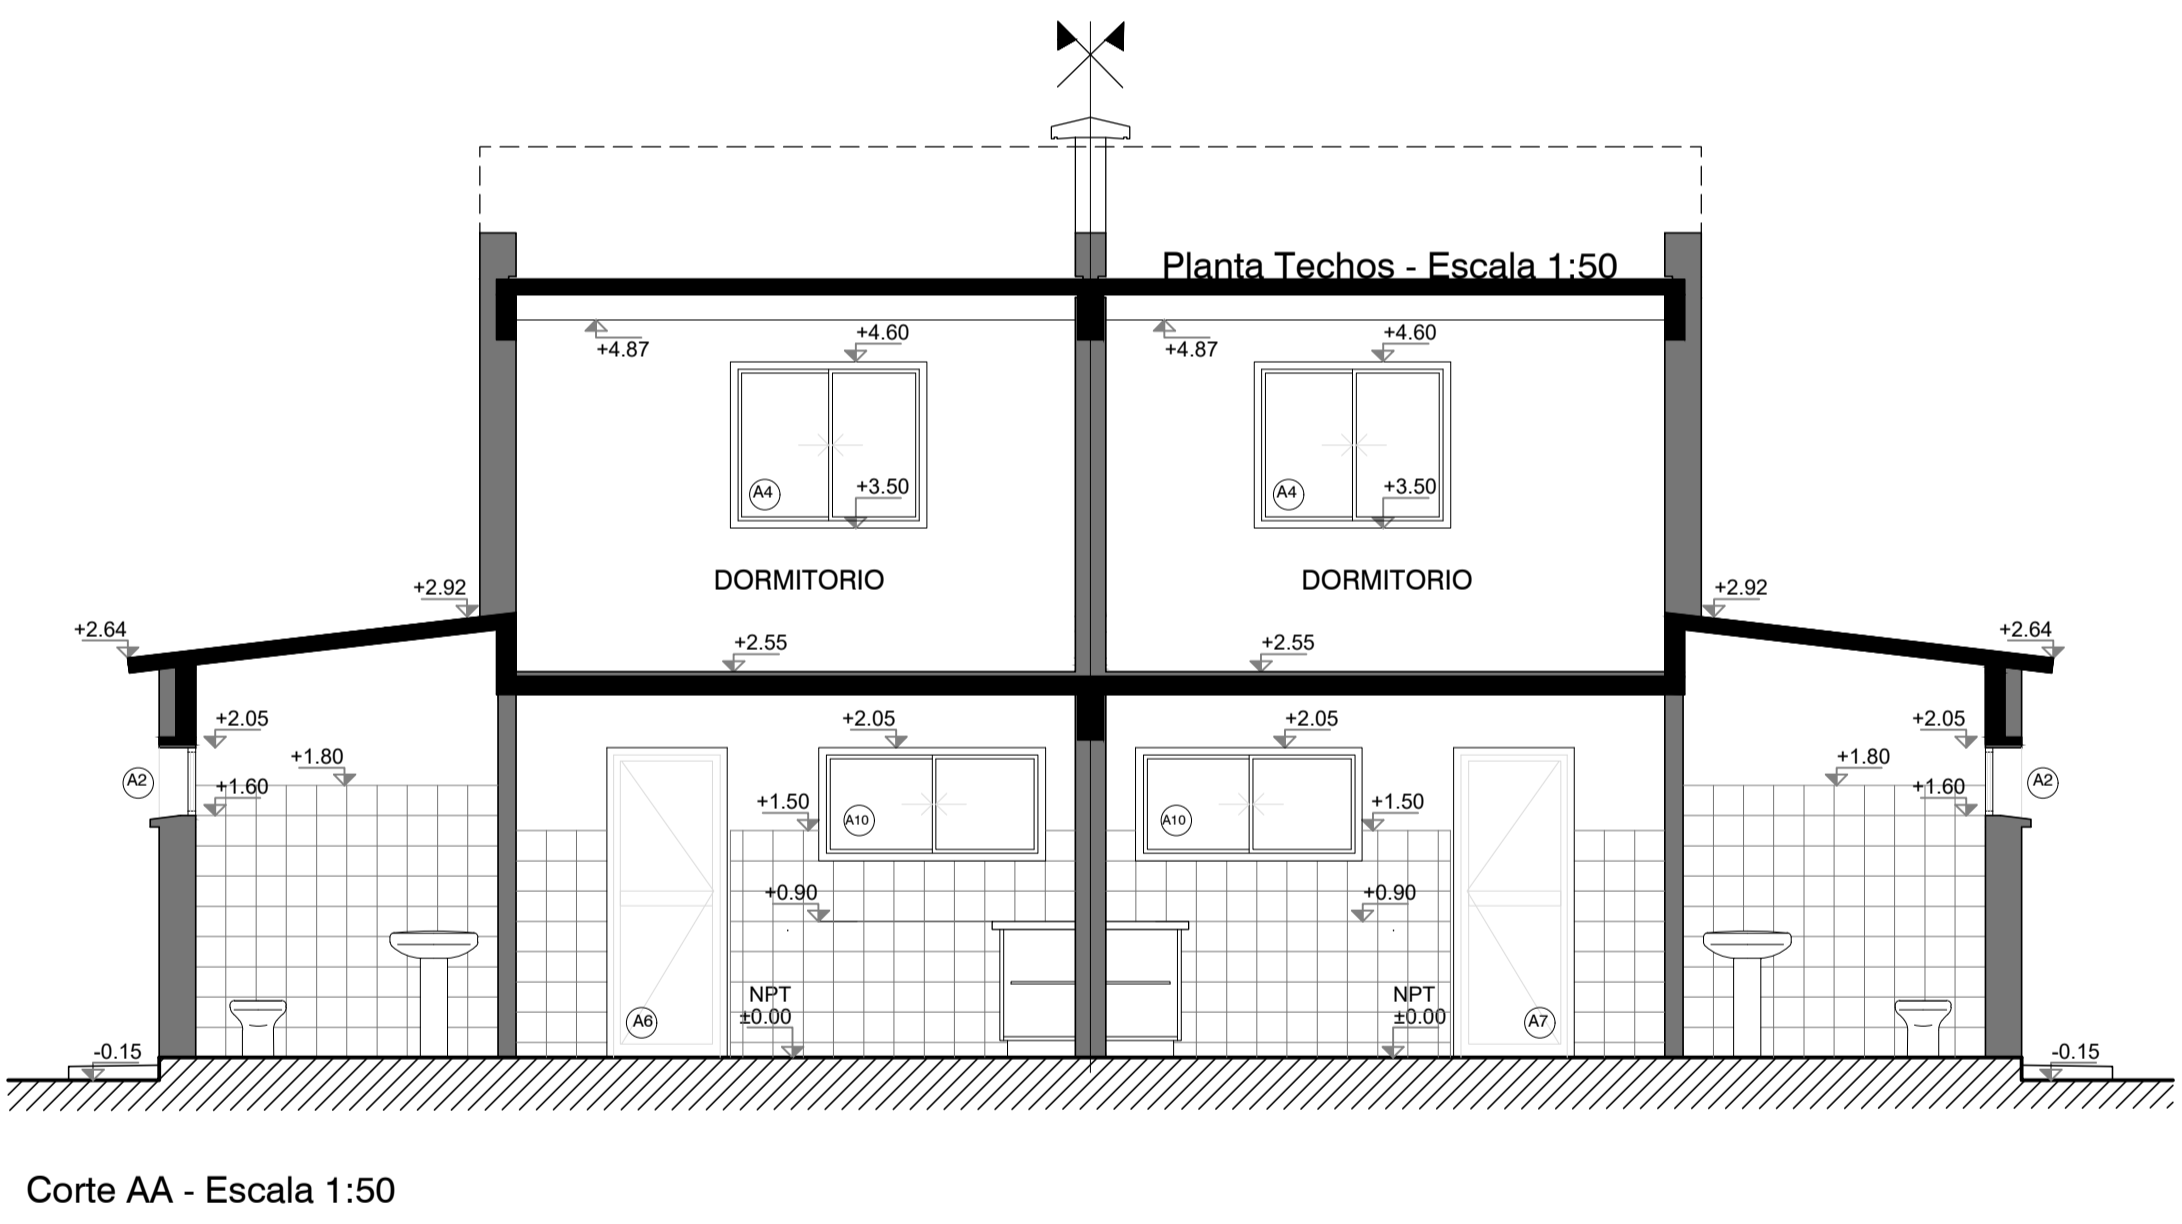 Planta Techos - Escala 1:50
+4.60
+4.60
+4.87
+4.87
A4
+3.50
A4
+3.50
DORMITORIO
DORMITORIO
+2.92
+2.92
+2.64
+2.64
+2.55
+2.55
+2.05
+2.05
+2.05
+2.05
+1.80
+1.80
A2
+1.60
+1.60
A2
+1.50
A10
A10
+1.50
+0.90
+0.90
NPT
±0.00
NPT
±0.00
A6
A7
-0.15
-0.15
Corte AA - Escala 1:50